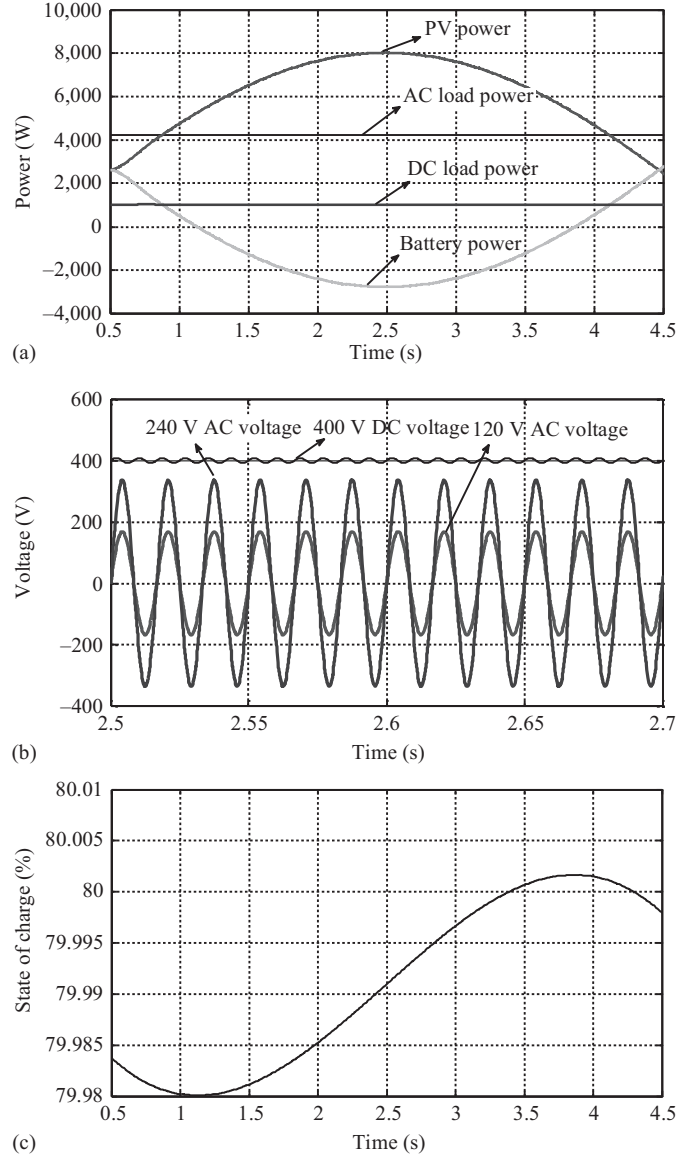 10,000
8,000
6,000
4,000
2,000
0
−2,000
−4,000
Power (W)
PV power
AC load power
DC load power
Battery power
0.5 1 1.5 2 2.5 3 3.5 4 4.5
(a) Time (s)
600
400
200
0
−200
−400
Voltage (V)
240 V AC voltage 400 V DC voltage 120 V AC voltage
2.5 2.55 2.6 2.65 2.7
(b) Time (s)
80.01
80.005
80
79.995
79.99
79.985
79.98
State of charge (%)
0.5 1 1.5 2 2.5 3 3.5 4 4.5
(c) Time (s)